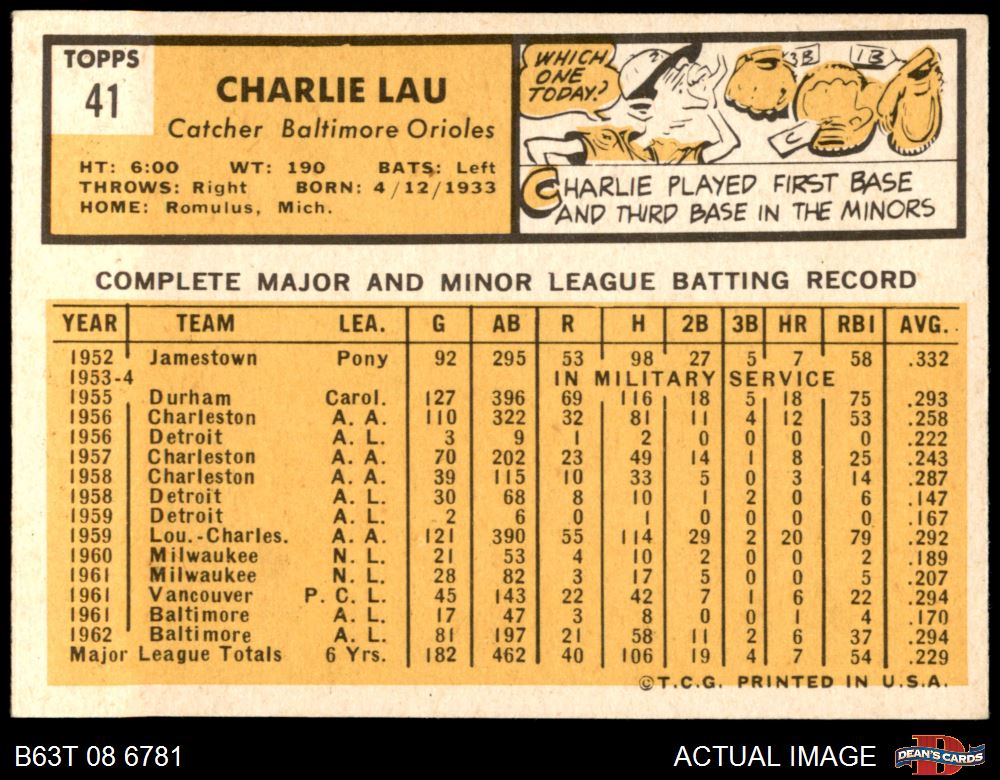 TOPPS
41
CHARLIE LAU
Catcher Baltimore Orioles
HT: 6:00 WT: 190 BATS: Left
THROWS: Right BORN: 4/12/1933
HOME: Romulus, Mich.
WHICH
ONE
TODAY?
3B
1B
C
CHARLIE PLAYED FIRST BASE
AND THIRD BASE IN THE MINORS
COMPLETE MAJOR AND MINOR LEAGUE BATTING RECORD
YEAR TEAM LEA. G AB R H 2B 3B HR RBI AVG.
1952 Jamestown Pony 92 295 53 98 27 5 7 58 .332
1953-4 IN MILITARY SERVICE
1955 Durham Carol. 127 396 69 116 18 5 18 75 .293
1956 Charleston A. A. 110 322 32 81 11 4 12 53 .258
1956 Detroit A. L. 3 9 1 2 0 0 0 0 .222
1957 Charleston A. A. 70 202 23 49 14 1 8 25 .243
1958 Charleston A. A. 39 115 10 33 5 0 3 14 .287
1958 Detroit A. L. 30 68 8 10 1 2 0 6 .147
1959 Detroit A. L. 2 6 0 1 0 0 0 0 .167
1959 Lou.-Charles. A. A. 121 390 55 114 29 2 20 79 .292
1960 Milwaukee N. L. 21 53 4 10 2 0 0 2 .189
1961 Milwaukee N. L. 28 82 3 17 5 0 0 5 .207
1961 Vancouver P. C. L. 45 143 22 42 7 1 6 22 .294
1961 Baltimore A. L. 17 47 3 8 0 0 1 4 .170
1962 Baltimore A. L. 81 197 21 58 11 2 6 37 .294
Major League Totals 6 Yrs. 182 462 40 106 19 4 7 54 .229
©T.C.G. PRINTED IN U.S.A.
B63T 08 6781
ACTUAL IMAGE
D
DEAN'S CARDS